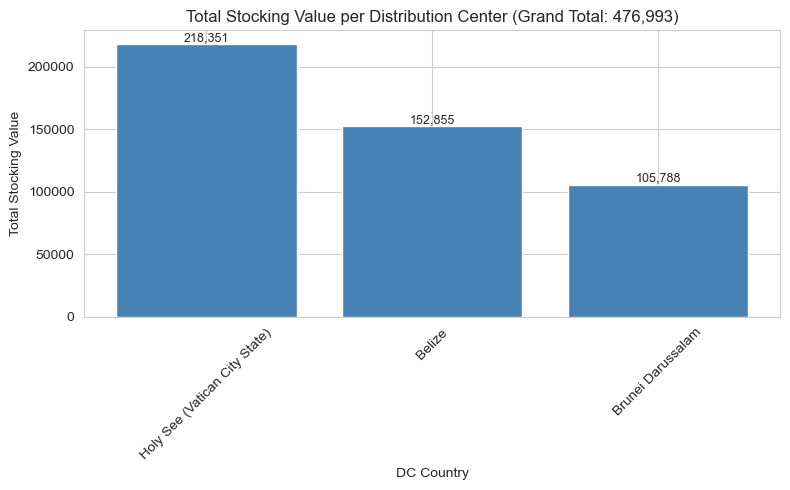 Total Stocking Value per Distribution Center (Grand Total: 476,993)
Total Stocking Value
200000
150000
100000
50000
0
218,351
152,855
105,788
Holy See (Vatican City State)
Belize
Brunei Darussalam
DC Country